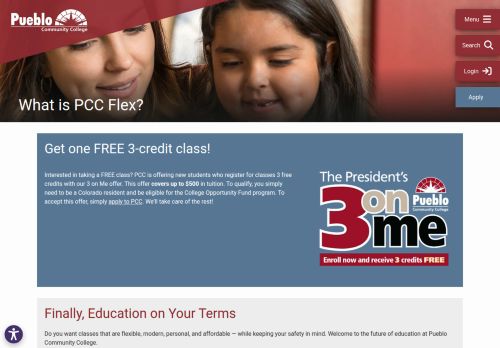 Pueblo
Community College
Menu
Search
Login
Apply
What is PCC Flex?
Get one FREE 3-credit class!
Interested in taking a FREE class? PCC is offering new students who register for classes 3 free
credits with our 3 on Me offer. This offer covers up to $500 in tuition. To qualify, you simply
need to be a Colorado resident and be eligible for the College Opportunity Fund program. To
accept this offer, simply apply to PCC. We'll take care of the rest!
The President's
3 on me
Pueblo
Community College
Enroll now and receive 3 credits FREE
Finally, Education on Your Terms
Do you want classes that are flexible, modern, personal, and affordable — while keeping your safety in mind. Welcome to the future of education at Pueblo
Community College.